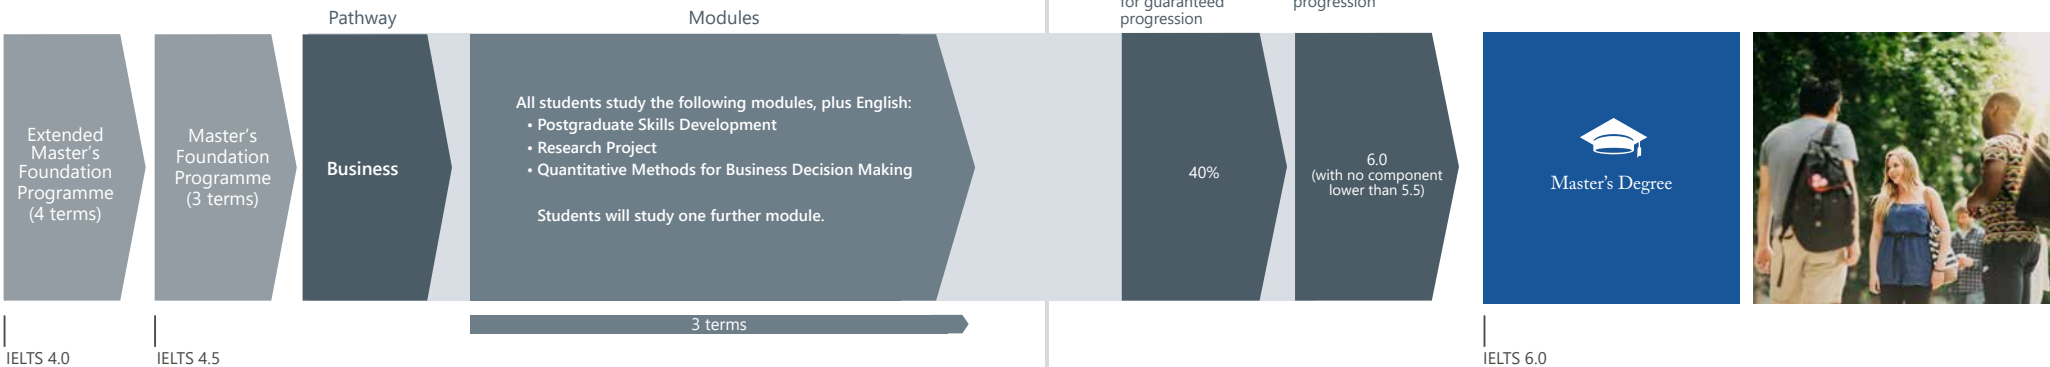 for guaranteed
progression
progression
Pathway
Modules
Extended
Master’s
Foundation
Programme
(4 terms)
Master’s
Foundation
Programme
(3 terms)
Business
All students study the following modules, plus English:
• Postgraduate Skills Development
• Research Project
• Quantitative Methods for Business Decision Making
Students will study one further module.
40%
6.0
(with no component
lower than 5.5)
Master’s Degree
3 terms
IELTS 4.0
IELTS 4.5
IELTS 6.0